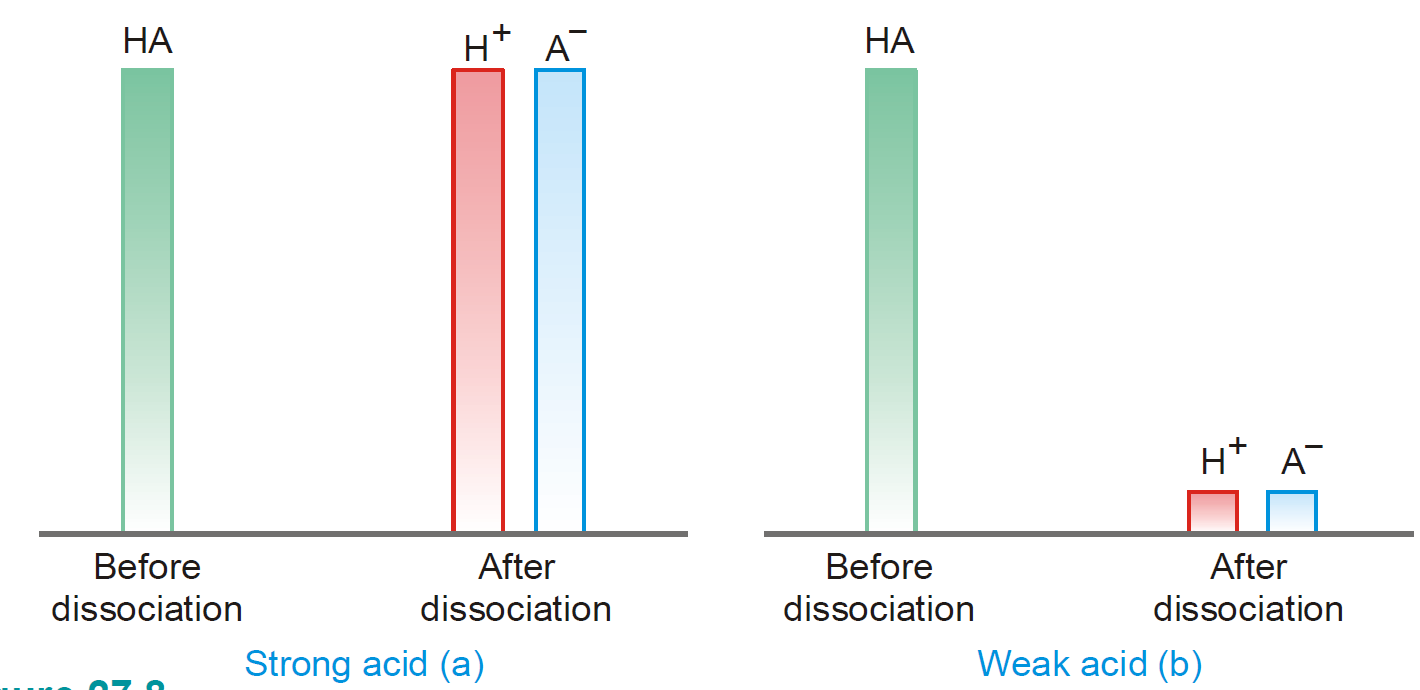 HA
H⁺ A⁻
Before
dissociation
After
dissociation
Strong acid (a)
HA
H⁺ A⁻
Before
dissociation
After
dissociation
Weak acid (b)